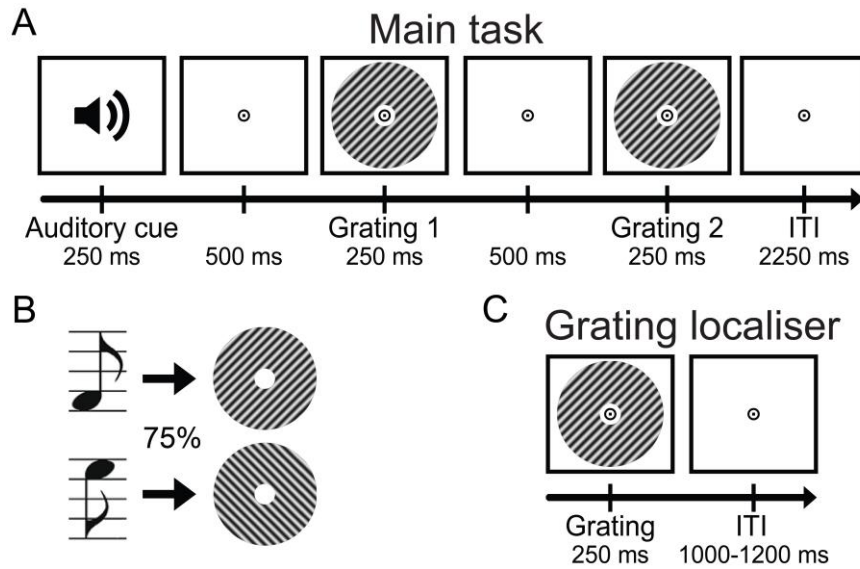 A
Main task
Auditory cue Grating 1 Grating 2 ITI
250 ms 500 ms 250 ms 500 ms 250 ms 2250 ms
B
75%
C
Grating localiser
Grating ITI
250 ms 1000-1200 ms